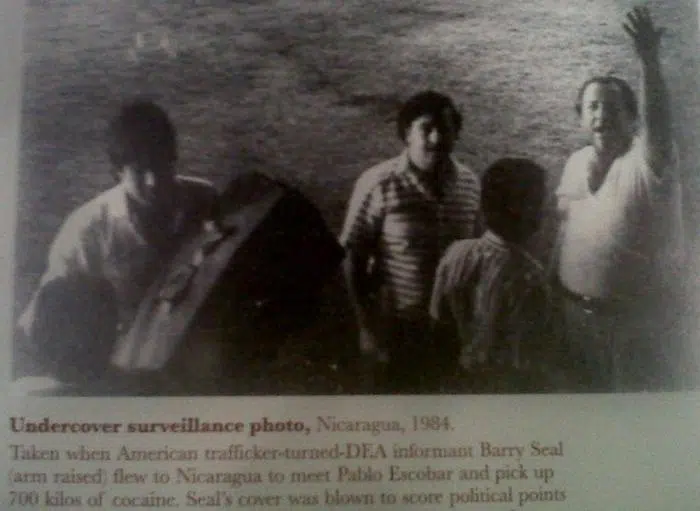 Undercover surveillance photo, Nicaragua, 1984.
Taken when American trafficker-turned-DEA informant Barry Seal
(arm raised) flew to Nicaragua to meet Pablo Escobar and pick up
700 kilos of cocaine. Seal's cover was blown to score political points